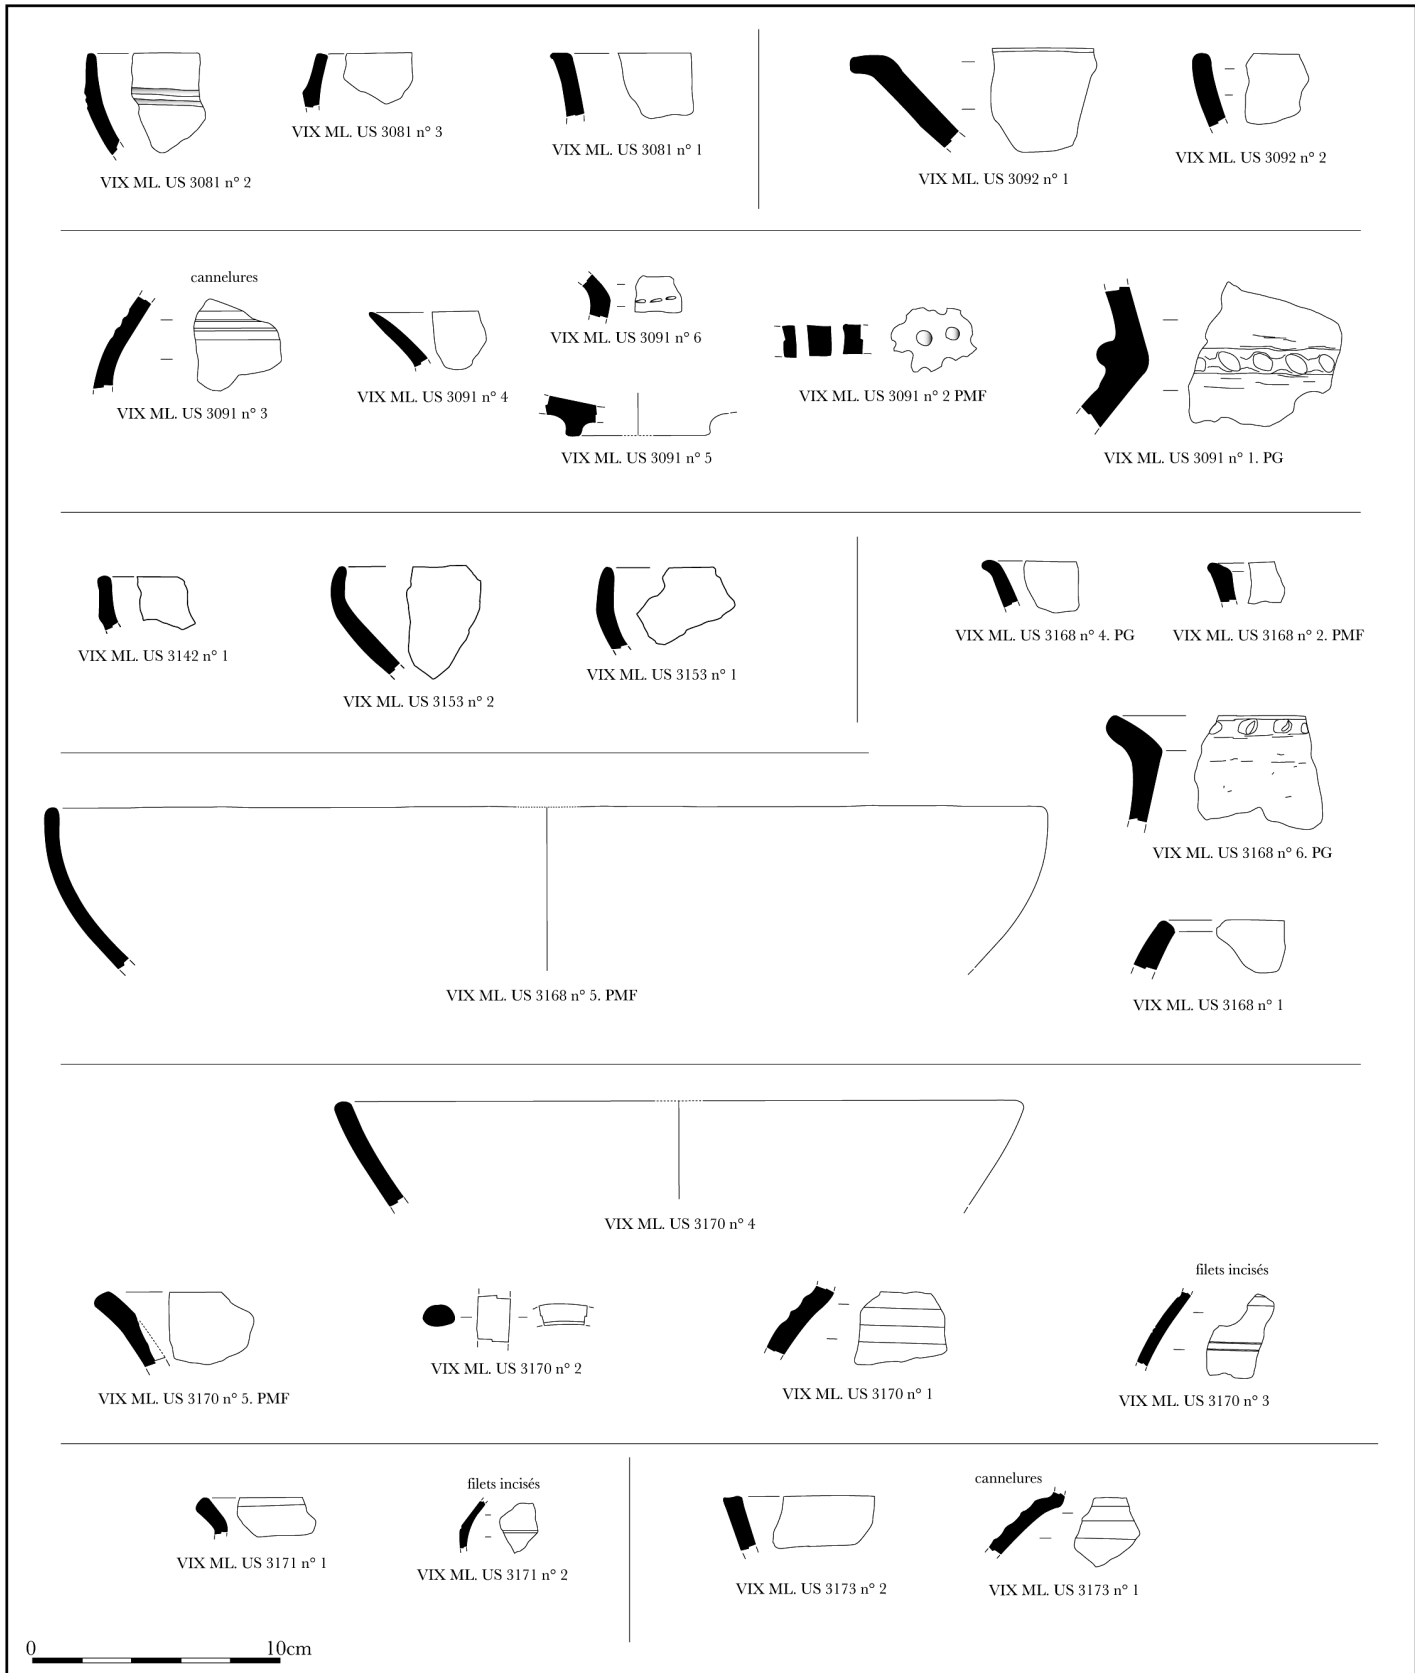 VIX ML. US 3081 n° 2
VIX ML. US 3081 n° 3
VIX ML. US 3081 n° 1
VIX ML. US 3092 n° 1
VIX ML. US 3092 n° 2
cannelures
VIX ML. US 3091 n° 3
VIX ML. US 3091 n° 4
VIX ML. US 3091 n° 6
VIX ML. US 3091 n° 5
VIX ML. US 3091 n° 2 PMF
VIX ML. US 3091 n° 1. PG
VIX ML. US 3142 n° 1
VIX ML. US 3153 n° 2
VIX ML. US 3153 n° 1
VIX ML. US 3168 n° 4. PG
VIX ML. US 3168 n° 2. PMF
VIX ML. US 3168 n° 6. PG
VIX ML. US 3168 n° 5. PMF
VIX ML. US 3168 n° 1
VIX ML. US 3170 n° 4
VIX ML. US 3170 n° 5. PMF
VIX ML. US 3170 n° 2
VIX ML. US 3170 n° 1
filets incisés
VIX ML. US 3170 n° 3
VIX ML. US 3171 n° 1
filets incisés
VIX ML. US 3171 n° 2
VIX ML. US 3173 n° 2
cannelures
VIX ML. US 3173 n° 1
0 10cm